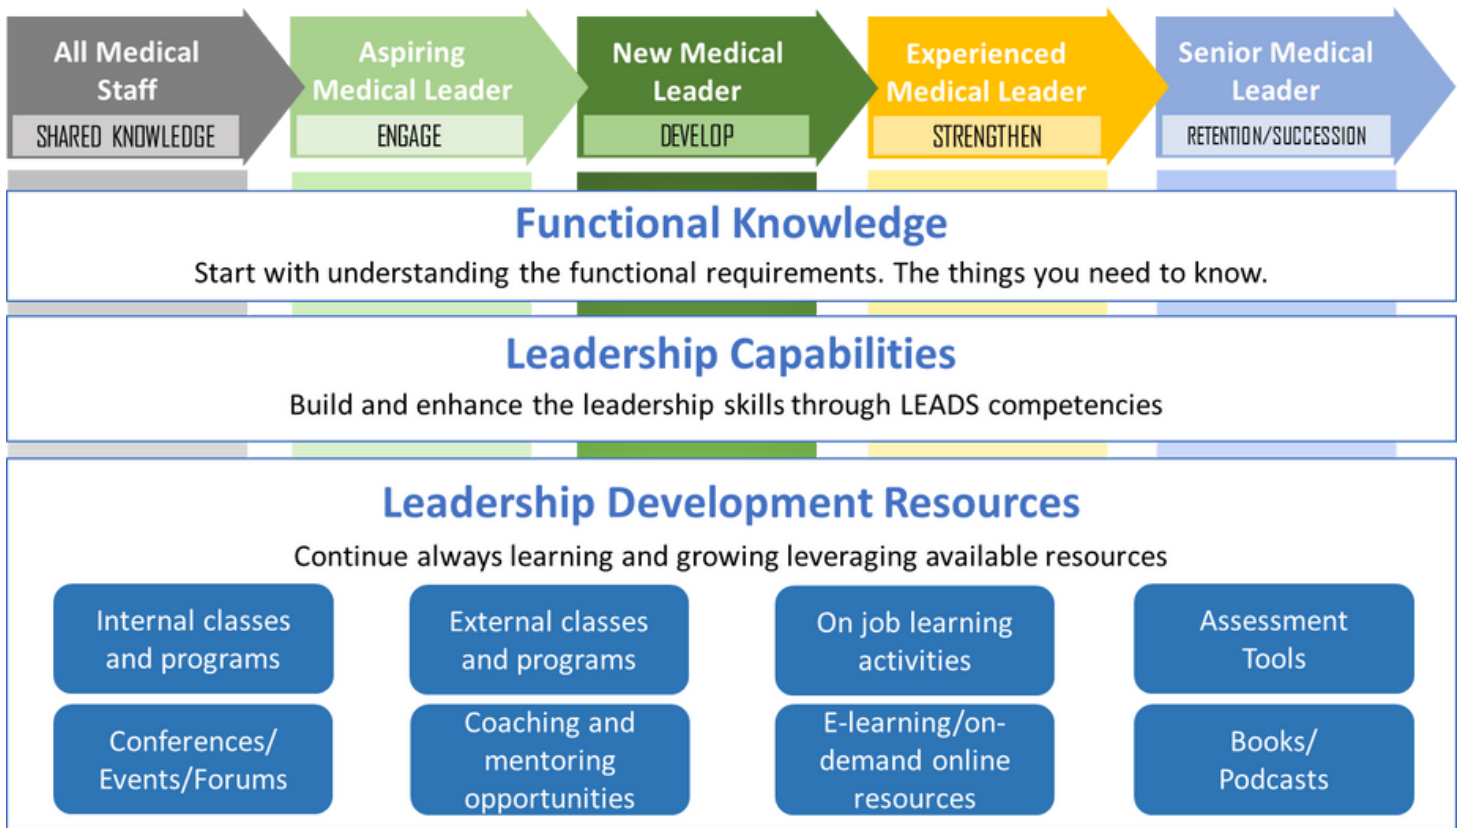 All Medical
Staff
SHARED KNOWLEDGE
Aspiring
Medical Leader
ENGAGE
New Medical
Leader
DEVELOP
Experienced
Medical Leader
STRENGTHEN
Senior Medical
Leader
RETENTION/SUCCESSION
Functional Knowledge
Start with understanding the functional requirements. The things you need to know.
Leadership Capabilities
Build and enhance the leadership skills through LEADS competencies
Leadership Development Resources
Continue always learning and growing leveraging available resources
Internal classes
and programs
External classes
and programs
On job learning
activities
Assessment
Tools
Conferences/
Events/Forums
Coaching and
mentoring
opportunities
E-learning/on-
demand online
resources
Books/
Podcasts